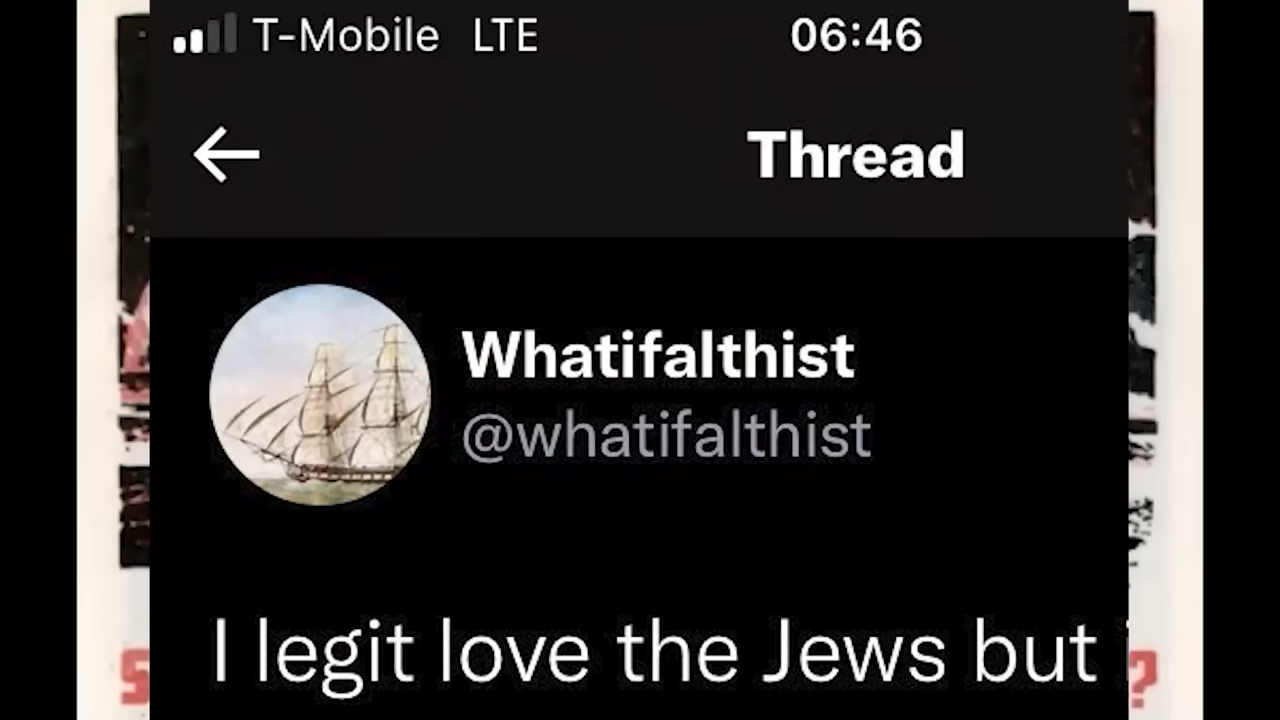 T-Mobile LTE 06:46
Thread
Whatifalthist
@whatifalthist
I legit love the Jews but
S ?